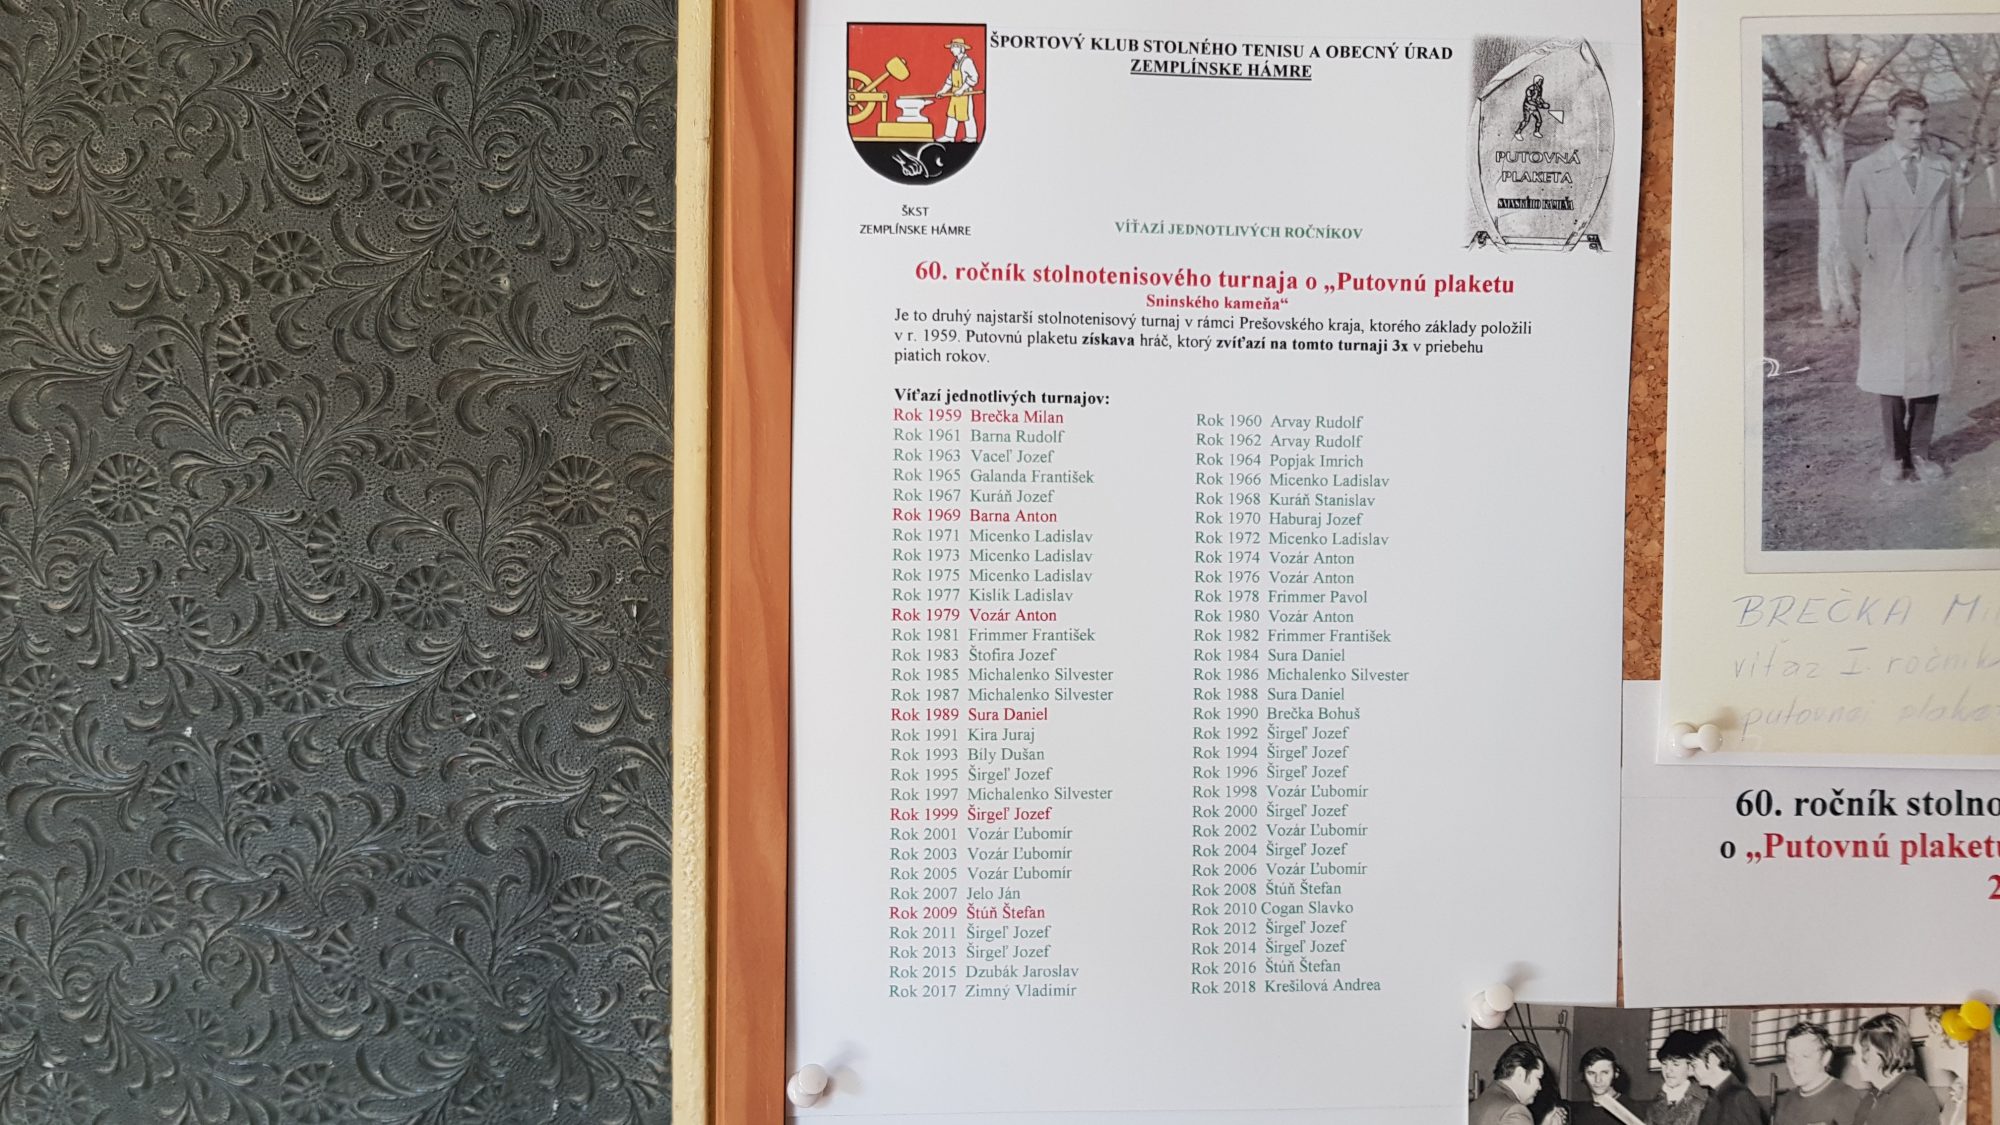 ŠPORTOVÝ KLUB STOLNÉHO TENISU A OBECNÝ ÚRAD
ZEMPLÍNSKE HÁMRE
PUTOVNÁ
PLAKETA
SNINSKÉHO KAMEŇA
ŠKST
ZEMPLÍNSKE HÁMRE
VÍŤAZÍ JEDNOTLIVÝCH ROČNÍKOV
60. ročník stolnotenisového turnaja o „Putovnú plaketu
Sninského kameňa“
Je to druhý najstarší stolnotenisový turnaj v rámci Prešovského kraja, ktorého základy položili
v r. 1959. Putovnú plaketu získava hráč, ktorý zvíťazí na tomto turnaji 3x v priebehu
piatich rokov.
Víťazí jednotlivých turnajov:
Rok 1959 Brečka Milan
Rok 1961 Barna Rudolf
Rok 1963 Vaceľ Jozef
Rok 1965 Galanda František
Rok 1967 Kuráň Jozef
Rok 1969 Barna Anton
Rok 1971 Micenko Ladislav
Rok 1973 Micenko Ladislav
Rok 1975 Micenko Ladislav
Rok 1977 Kislík Ladislav
Rok 1979 Vozár Anton
Rok 1981 Frimmer František
Rok 1983 Štofira Jozef
Rok 1985 Michalenko Silvester
Rok 1987 Michalenko Silvester
Rok 1989 Sura Daniel
Rok 1991 Kira Juraj
Rok 1993 Bíly Dušan
Rok 1995 Širgeľ Jozef
Rok 1997 Michalenko Silvester
Rok 1999 Širgeľ Jozef
Rok 2001 Vozár Ľubomír
Rok 2003 Vozár Ľubomír
Rok 2005 Vozár Ľubomír
Rok 2007 Jelo Ján
Rok 2009 Štúň Štefan
Rok 2011 Širgeľ Jozef
Rok 2013 Širgeľ Jozef
Rok 2015 Dzubák Jaroslav
Rok 2017 Zimný Vladimír
Rok 1960 Arvay Rudolf
Rok 1962 Arvay Rudolf
Rok 1964 Popjak Imrich
Rok 1966 Micenko Ladislav
Rok 1968 Kuráň Stanislav
Rok 1970 Haburaj Jozef
Rok 1972 Micenko Ladislav
Rok 1974 Vozár Anton
Rok 1976 Vozár Anton
Rok 1978 Frimmer Pavol
Rok 1980 Vozár Anton
Rok 1982 Frimmer František
Rok 1984 Sura Daniel
Rok 1986 Michalenko Silvester
Rok 1988 Sura Daniel
Rok 1990 Brečka Bohuš
Rok 1992 Širgeľ Jozef
Rok 1994 Širgeľ Jozef
Rok 1996 Širgeľ Jozef
Rok 1998 Vozár Ľubomír
Rok 2000 Širgeľ Jozef
Rok 2002 Vozár Ľubomír
Rok 2004 Širgeľ Jozef
Rok 2006 Vozár Ľubomír
Rok 2008 Štúň Štefan
Rok 2010 Cogan Slavko
Rok 2012 Širgeľ Jozef
Rok 2014 Širgeľ Jozef
Rok 2016 Štúň Štefan
Rok 2018 Krešilová Andrea
BREČKA
víťaz I. ročník
putovnej
60. ročník
o „Putovnú